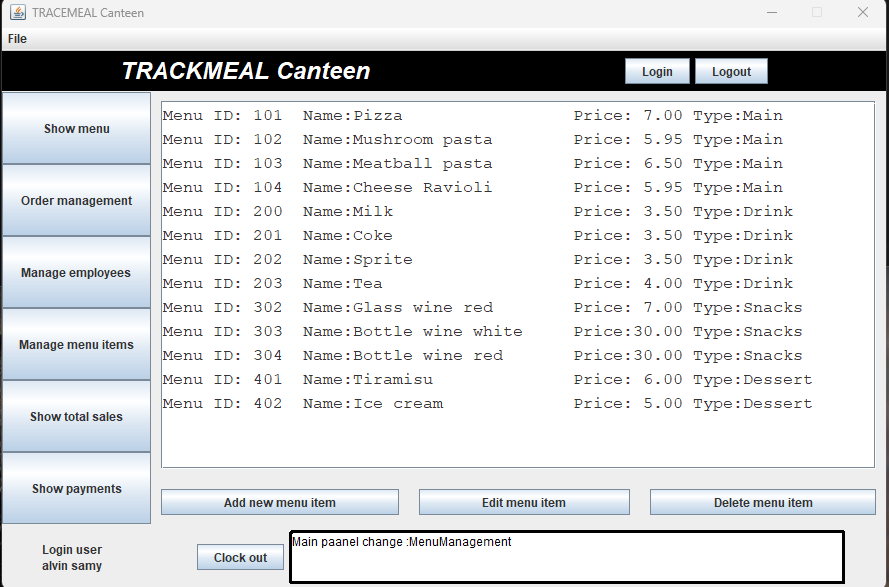 TRACEMEAL Canteen
File
TRACKMEAL Canteen
Login
Logout
Show menu
Order management
Manage employees
Manage menu items
Show total sales
Show payments
Menu ID: 101 Name:Pizza Price: 7.00 Type:Main
Menu ID: 102 Name:Mushroom pasta Price: 5.95 Type:Main
Menu ID: 103 Name:Meatball pasta Price: 6.50 Type:Main
Menu ID: 104 Name:Cheese Ravioli Price: 5.95 Type:Main
Menu ID: 200 Name:Milk Price: 3.50 Type:Drink
Menu ID: 201 Name:Coke Price: 3.50 Type:Drink
Menu ID: 202 Name:Sprite Price: 3.50 Type:Drink
Menu ID: 203 Name:Tea Price: 4.00 Type:Drink
Menu ID: 302 Name:Glass wine red Price: 7.00 Type:Snacks
Menu ID: 303 Name:Bottle wine white Price:30.00 Type:Snacks
Menu ID: 304 Name:Bottle wine red Price:30.00 Type:Snacks
Menu ID: 401 Name:Tiramisu Price: 6.00 Type:Dessert
Menu ID: 402 Name:Ice cream Price: 5.00 Type:Dessert
Add new menu item
Edit menu item
Delete menu item
Login user
alvin samy
Clock out
Main paanel change :MenuManagement